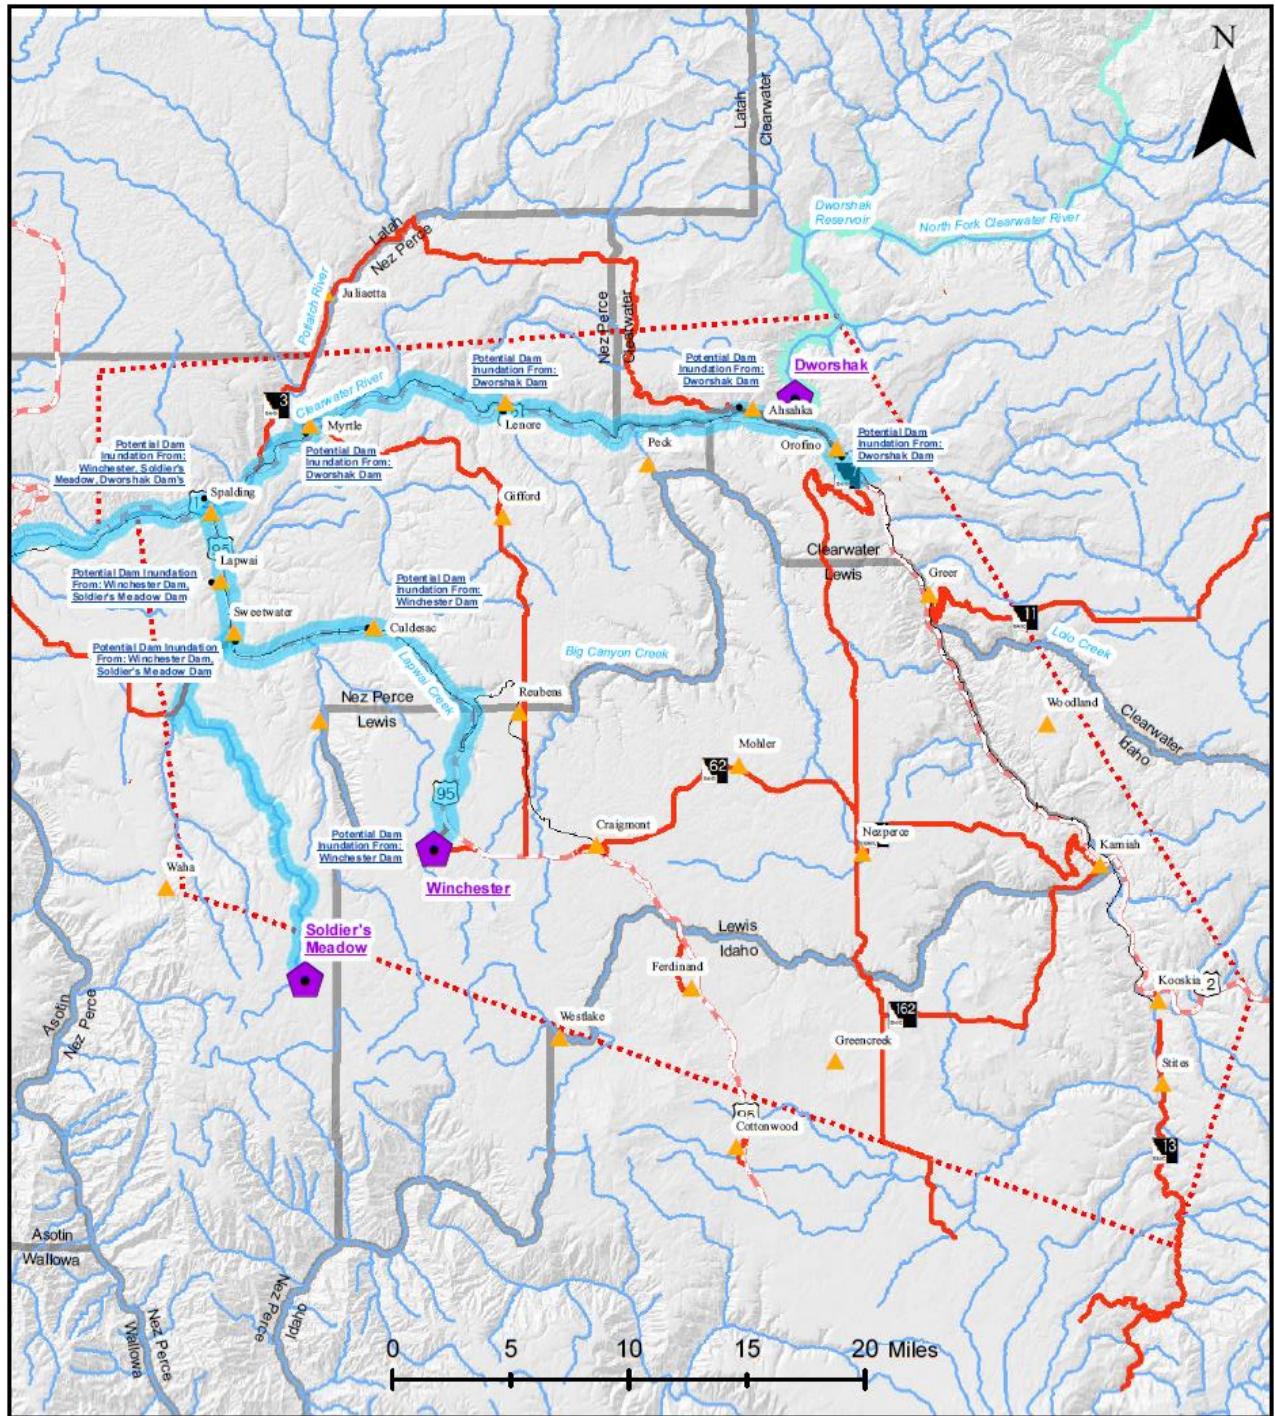 N
Latah
Clearwater
Dworshak
Reservoir
North Fork Clearwater River
Latah
Nez Perce
Potlatch River
Juliaetta
Nez Perce
Clearwater
Potential Dam
Inundation From:
Dworshak Dam
Potential Dam
Inundation From:
Dworshak Dam
Dworshak
3
Clearwater River
Myrtle
Lenore
Ahsahka
Peck
Orofino
Potential Dam
Inundation From:
Dworshak Dam
Potential Dam
Inundation From:
Winchester, Soldier's
Meadow, Dworshak Dam's
Potential Dam
Inundation From:
Dworshak Dam
Spalding
Gifford
95
Lapwai
Clearwater
Lewis
Potential Dam Inundation
From: Winchester Dam,
Soldier's Meadow Dam
Potential Dam
Inundation From:
Winchester Dam
Greer
11
Sweetwater
Culdesac
Lolo Creek
Potential Dam Inundation
From: Winchester Dam,
Soldier's Meadow Dam
Lapwai Creek
Big Canyon Creek
Nez Perce
Lewis
Reubens
Woodland
Clearwater
Idaho
Mohler
62
95
Potential Dam
Inundation From:
Winchester Dam
Craigmont
Nezperce
Kamiah
Waha
Winchester
Soldier's
Meadow
Lewis
Idaho
Ferdinand
Kooskia
2
Asotin
Nez Perce
Westlake
162
Greencreek
Stites
95
Cottonwood
13
Asotin
Wallowa
Nez Perce
Idaho
Nez Perce
Wallowa
0 5 10 15 20 Miles